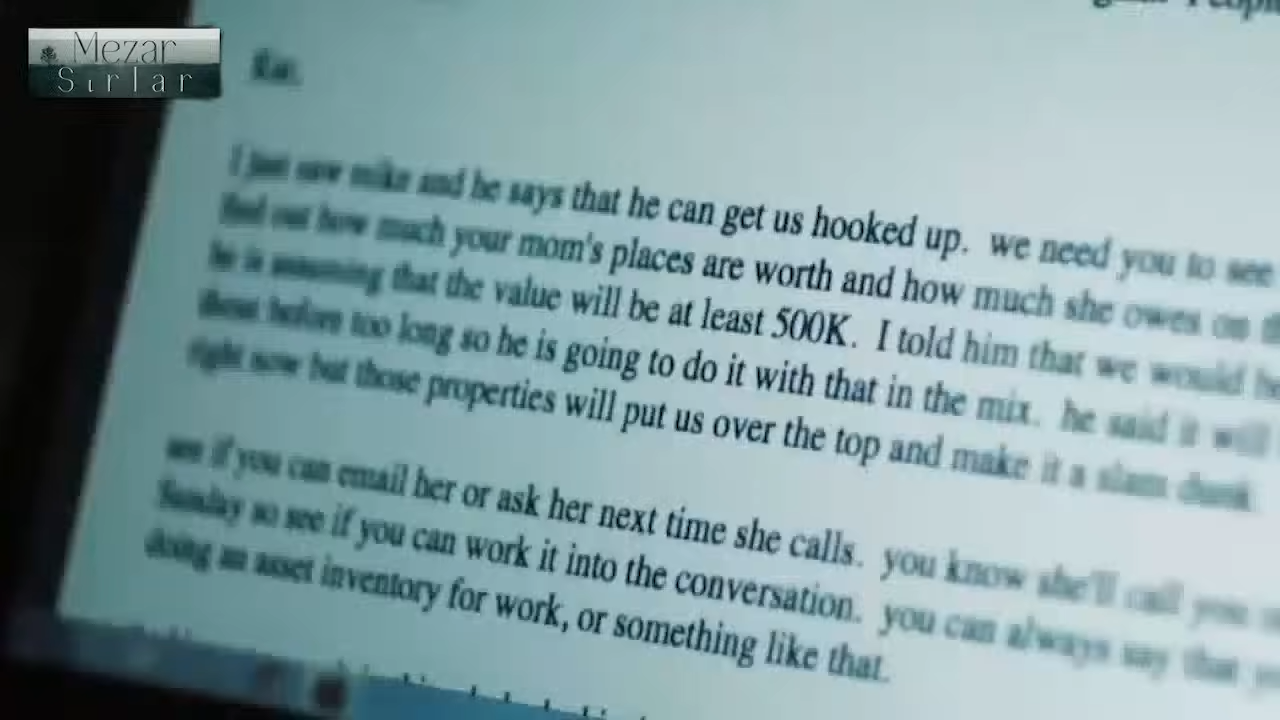 Mezar
Sırlar
People
I just saw mike and he says that he can get us hooked up. we need you to see
find out how much your mom's places are worth and how much she owes on
he is assuming that the value will be at least 500K. I told him that we would
them before too long so he is going to do it with that in the mix. he said it will
right now but those properties will put us over the top and make it a slam dunk
see if you can email her or ask her next time she calls. you know she'll call you
Sunday so see if you can work it into the conversation. you can always say that
doing an asset inventory for work, or something like that.